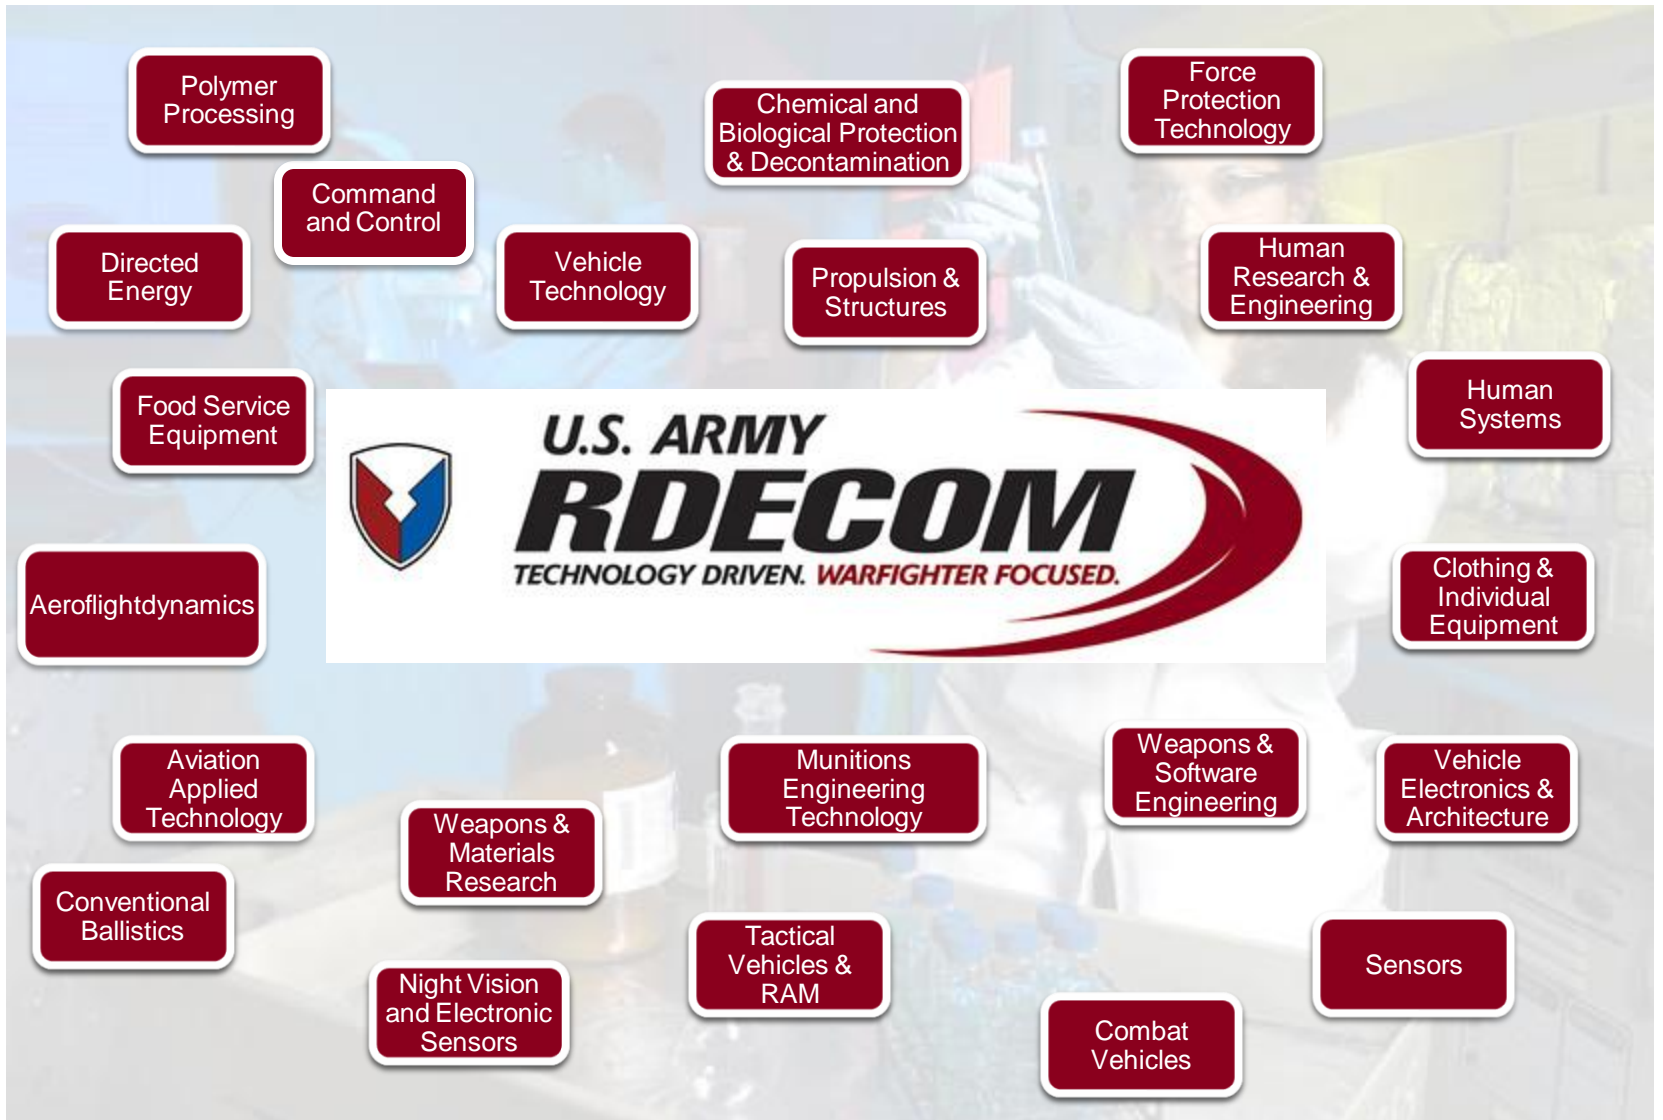 Polymer
Processing
Chemical and
Biological Protection
& Decontamination
Force
Protection
Technology
Command
and Control
Directed
Energy
Vehicle
Technology
Propulsion &
Structures
Human
Research &
Engineering
Food Service
Equipment
Human
Systems
U.S. ARMY
RDECOM
TECHNOLOGY DRIVEN. WARFIGHTER FOCUSED.
Aeroflightdynamics
Clothing &
Individual
Equipment
Aviation
Applied
Technology
Weapons &
Materials
Research
Munitions
Engineering
Technology
Weapons &
Software
Engineering
Vehicle
Electronics &
Architecture
Conventional
Ballistics
Night Vision
and Electronic
Sensors
Tactical
Vehicles &
RAM
Combat
Vehicles
Sensors